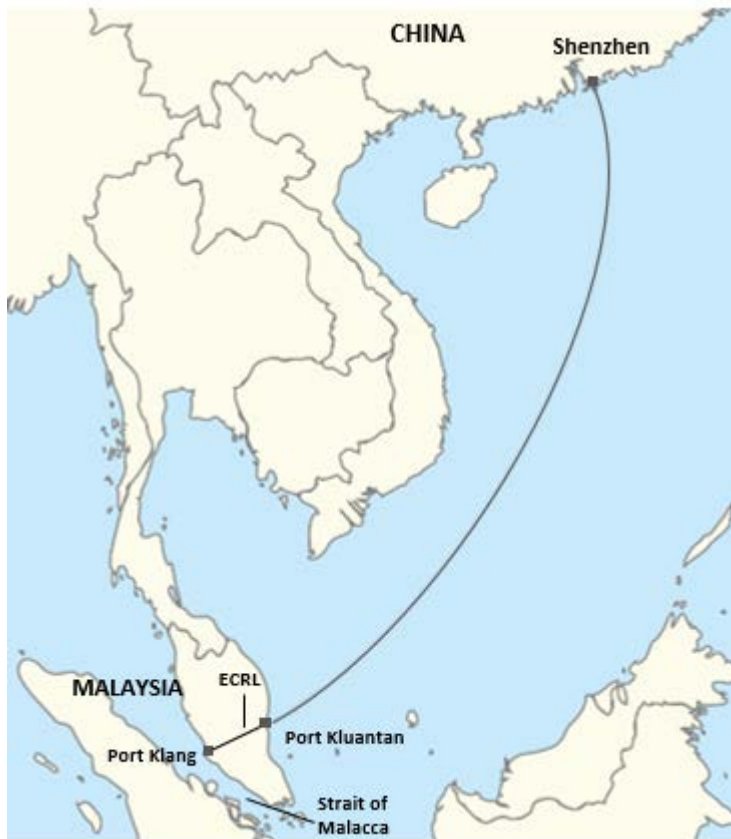 CHINA
Shenzhen
ECRL
MALAYSIA
Port Kluantan
Port Klang
Strait of
Malacca